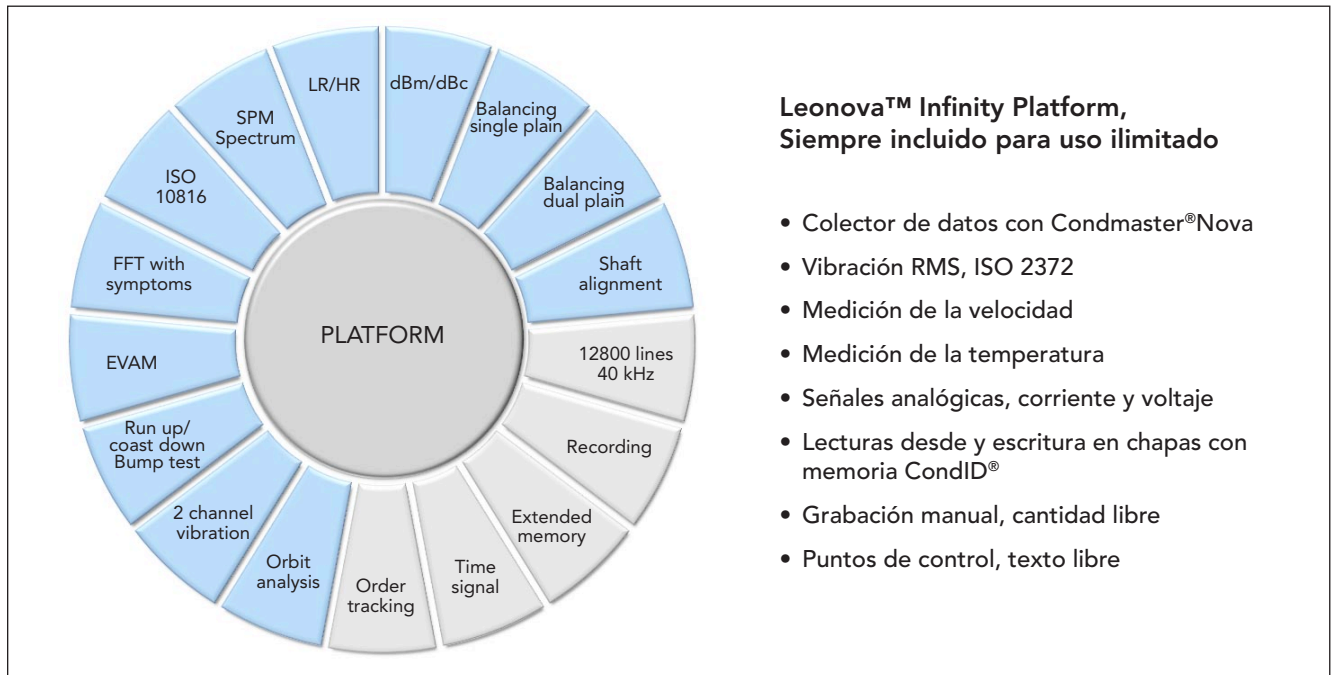 LR/HR
dBm/dBc
Balancing
single plain
Balancing
dual plain
Shaft
alignment
12800 lines
40 kHz
Recording
Extended
memory
Time
signal
Order
tracking
Orbit
analysis
2 channel
vibration
Run up/
coast down
Bump test
EVAM
FFT with
symptoms
ISO
10816
SPM
Spectrum
PLATFORM
Leonova™ Infinity Platform,
Siempre incluido para uso ilimitado
• Colector de datos con Condmaster®Nova
• Vibración RMS, ISO 2372
• Medición de la velocidad
• Medición de la temperatura
• Señales analógicas, corriente y voltaje
• Lecturas desde y escritura en chapas con
memoria CondID®
• Grabación manual, cantidad libre
• Puntos de control, texto libre